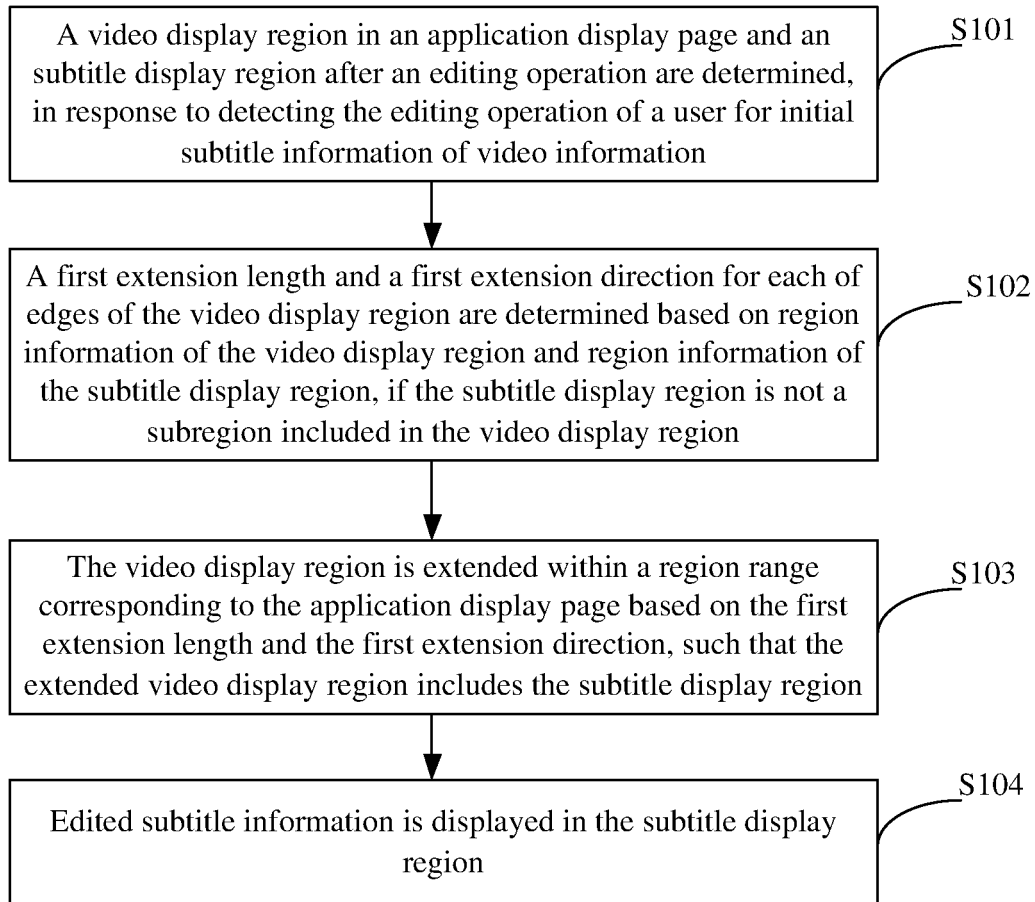 A video display region in an application display page and an
subtitle display region after an editing operation are determined,
in response to detecting the editing operation of a user for initial
subtitle information of video information
S101
A first extension length and a first extension direction for each of
edges of the video display region are determined based on region
information of the video display region and region information of
the subtitle display region, if the subtitle display region is not a
subregion included in the video display region
S102
The video display region is extended within a region range
corresponding to the application display page based on the first
extension length and the first extension direction, such that the
extended video display region includes the subtitle display region
S103
Edited subtitle information is displayed in the subtitle display
region
S104